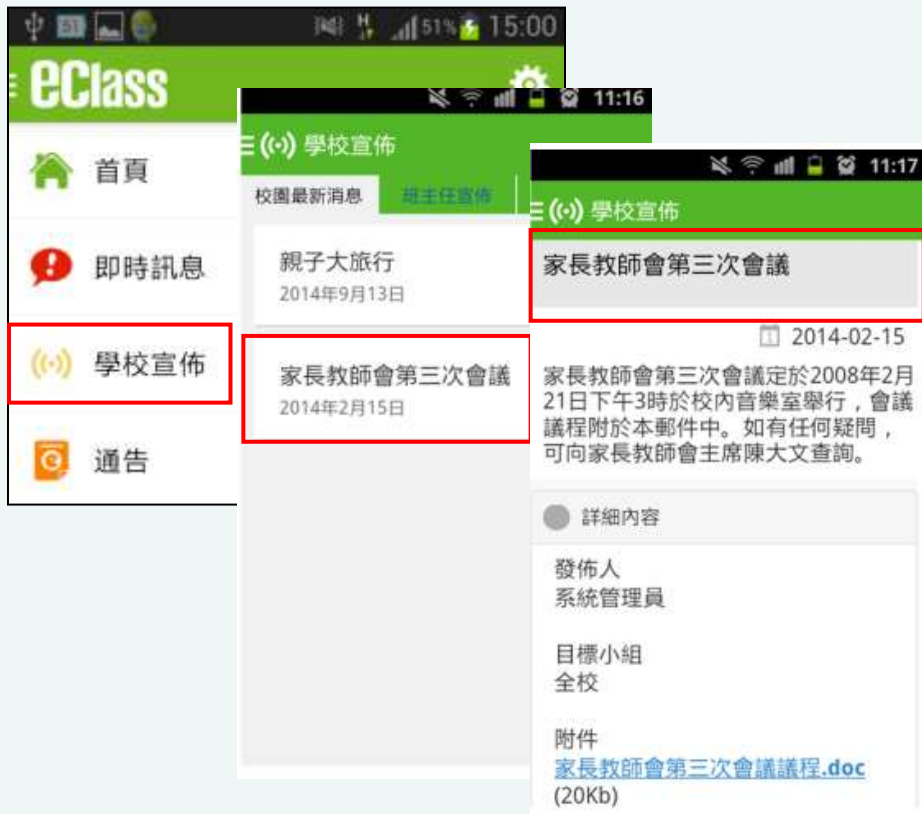 51
51%
15:00
eClass
首頁
即時訊息
學校宣佈
通告
11:16
學校宣佈
校園最新消息
班主任宣佈
親子大旅行
2014年9月13日
家長教師會第三次會議
2014年2月15日
11:17
學校宣佈
家長教師會第三次會議
2014-02-15
家長教師會第三次會議定於2008年2月
21日下午3時於校內音樂室舉行，會議
議程附於本郵件中。如有任何疑問，
可向家長教師會主席陳大文查詢。
詳細內容
發佈人
系統管理員
目標小組
全校
附件
家長教師會第三次會議議程.doc
(20Kb)